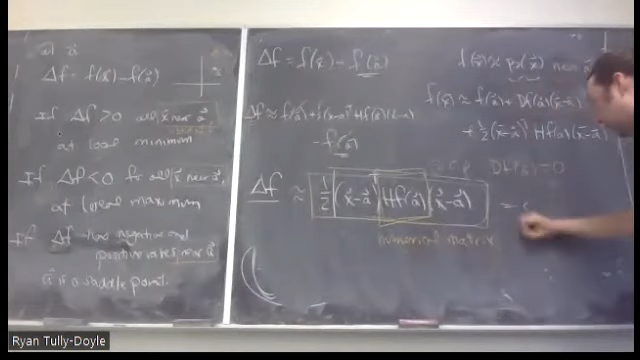 at a⃗
Δf = f(x⃗) - f(a⃗)
If Δf > 0 all x⃗ near a⃗
at local minimum
If Δf < 0 for all x⃗ near a⃗,
at local maximum
If Δf has negative and
positive rates near a⃗
a⃗ is a saddle point.
Δf = f(x⃗) - f(a⃗)
Δf ≈ f(a⃗) + ½(x-a)ᵀ Hf(a)(x-a)
- f(a⃗)
Δf ≈ ½ (x⃗-a⃗)ᵀ Hf(a⃗) (x⃗-a⃗) =
numerical matrix
f(x⃗) ≈ p₂(x⃗) near a⃗
f(x⃗) ≈ f(a⃗) + Df(a⃗)(x⃗-a⃗)
+ ½(x⃗-a⃗)ᵀ Hf(a)(x⃗-a⃗)
Df(a⃗) = 0
Ryan Tully-Doyle